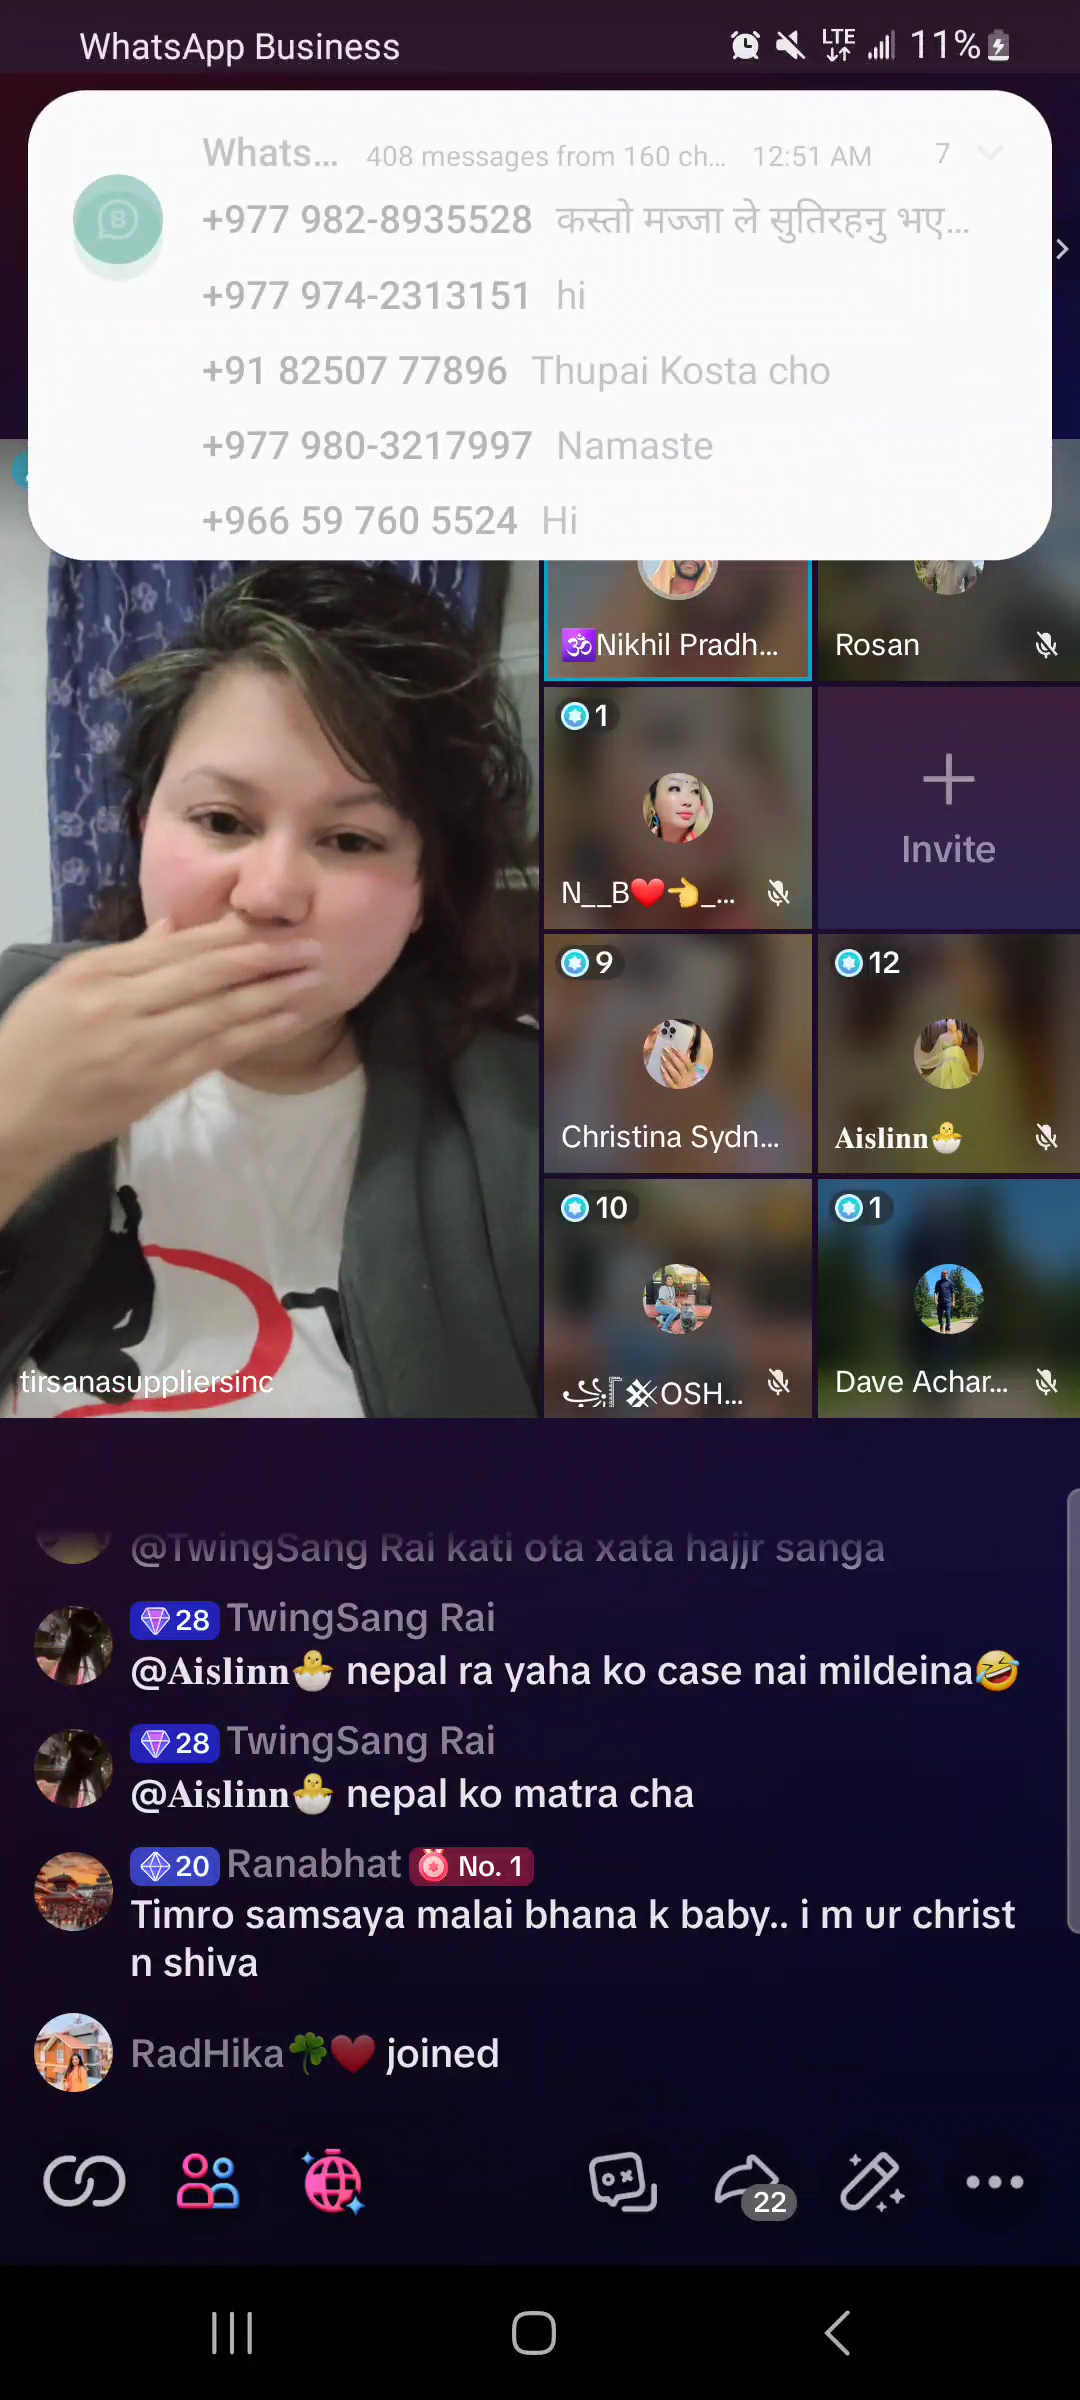 WhatsApp Business
LTE
11%
Whats... 408 messages from 160 ch... 12:51 AM 7
+977 982-8935528 कस्तो मज्जा ले सुतिरहनु भए...
+977 974-2313151 hi
+91 82507 77896 Thupai Kosta cho
+977 980-3217997 Namaste
+966 59 760 5524 Hi
🕉Nikhil Pradh...
Rosan
1
N__B❤️👈_...
Invite
9
12
Christina Sydn...
𝐀𝐢𝐬𝐥𝐢𝐧𝐧🐣
10
1
OSH...
Dave Achar...
tirsanasuppliersinc
@TwingSang Rai kati ota xata hajjr sanga
28 TwingSang Rai
@𝐀𝐢𝐬𝐥𝐢𝐧𝐧🐣 nepal ra yaha ko case nai mildeina🤣
28 TwingSang Rai
@𝐀𝐢𝐬𝐥𝐢𝐧𝐧🐣 nepal ko matra cha
20 Ranabhat No. 1
Timro samsaya malai bhana k baby.. i m ur christ
n shiva
RadHika☘️❤️ joined
22